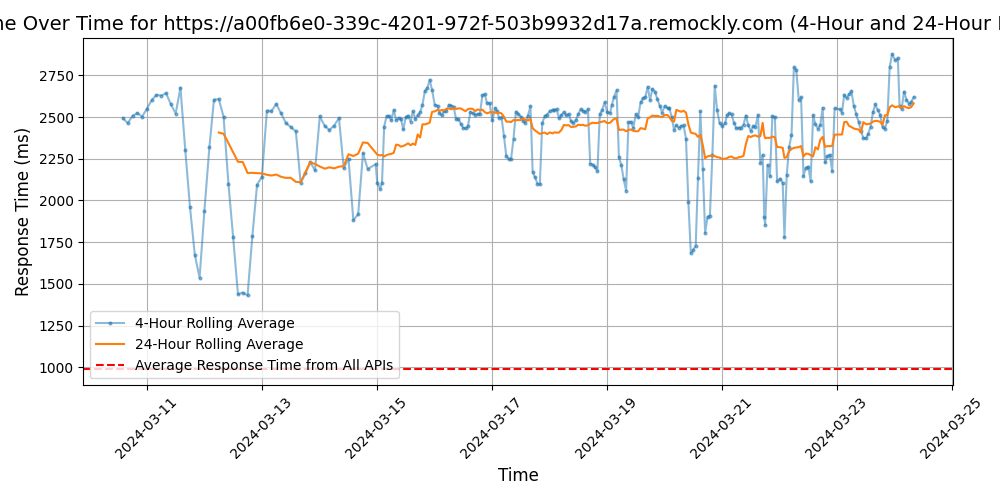 ne Over Time for https://a00fb6e0-339c-4201-972f-503b9932d17a.remockly.com (4-Hour and 24-Hour
Response Time (ms)
2750
2500
2250
2000
1750
1500
1250
1000
4-Hour Rolling Average
24-Hour Rolling Average
Average Response Time from All APIs
2024-03-11
2024-03-13
2024-03-15
2024-03-17
2024-03-19
2024-03-21
2024-03-23
2024-03-25
Time